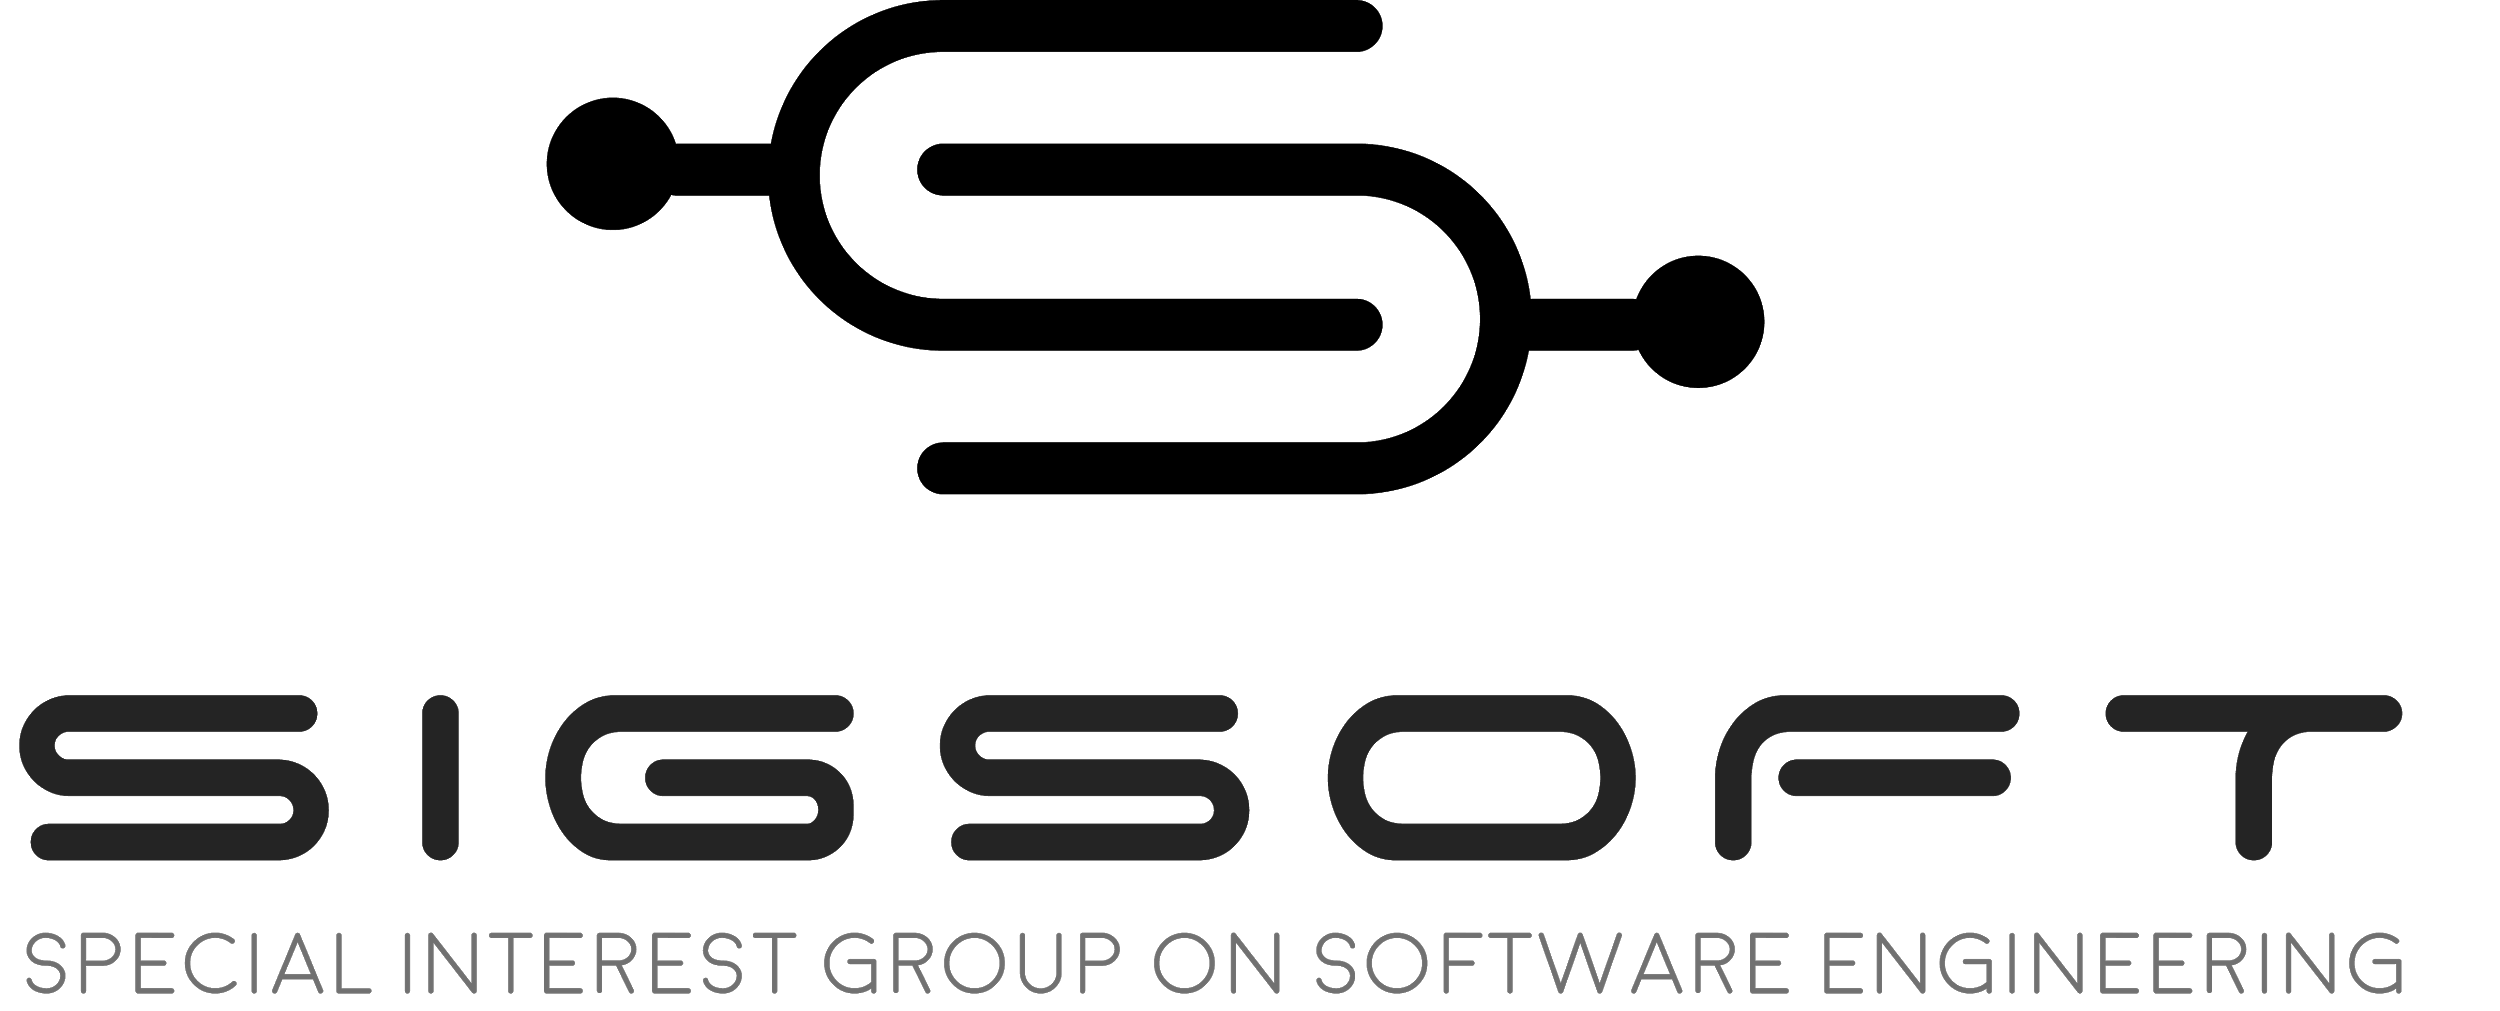 SIGSOFT
SPECIAL INTEREST GROUP ON SOFTWARE ENGINEERING